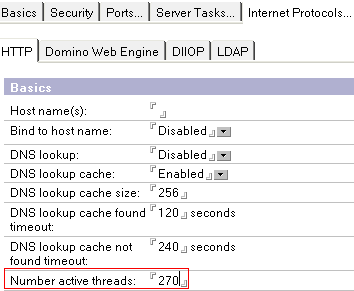 Basics Security Ports... Server Tasks... Internet Protocols...
HTTP Domino Web Engine DIIOP LDAP
Basics
Host name(s):
Bind to host name: Disabled
DNS lookup: Disabled
DNS lookup cache: Enabled
DNS lookup cache size: 256
DNS lookup cache found 120 seconds
timeout:
DNS lookup cache not 240 seconds
found timeout:
Number active threads: 270